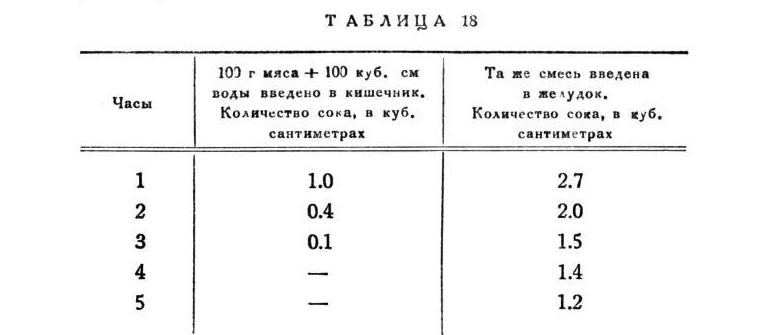 ТАБЛИЦА 18
Часы
100 г мяса + 100 куб. см
воды введено в кишечник.
Количество сока, в куб.
сантиметрах
Та же смесь введена
в желудок.
Количество сока, в куб.
сантиметрах
1 1.0 2.7
2 0.4 2.0
3 0.1 1.5
4 — 1.4
5 — 1.2